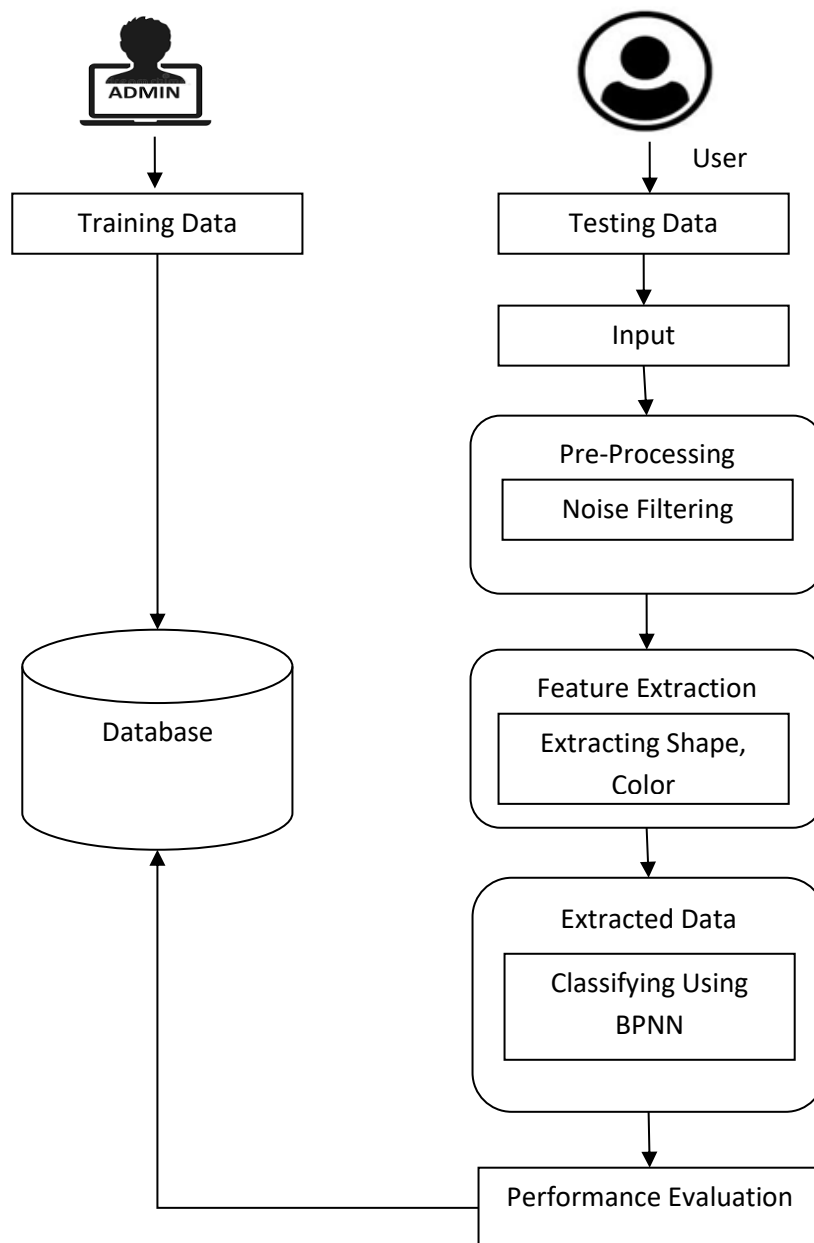 ADMIN
User
Training Data
Testing Data
Input
Pre-Processing
Noise Filtering
Database
Feature Extraction
Extracting Shape,
Color
Extracted Data
Classifying Using
BPNN
Performance Evaluation